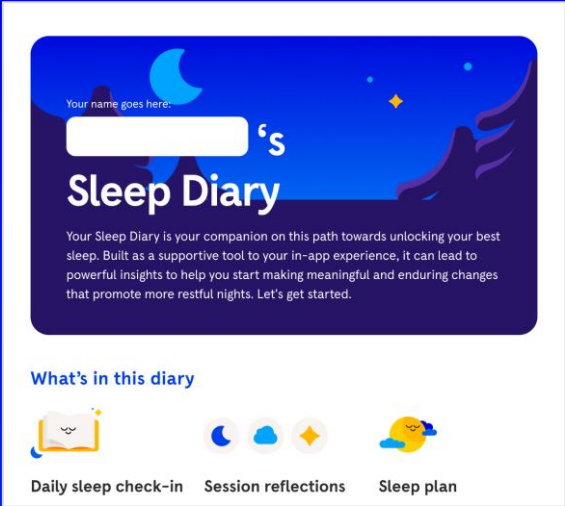 Your name goes here:
‘s
Sleep Diary
Your Sleep Diary is your companion on this path towards unlocking your best
sleep. Built as a supportive tool to your in-app experience, it can lead to
powerful insights to help you start making meaningful and enduring changes
that promote more restful nights. Let's get started.
What’s in this diary
Daily sleep check-in
Session reflections
Sleep plan